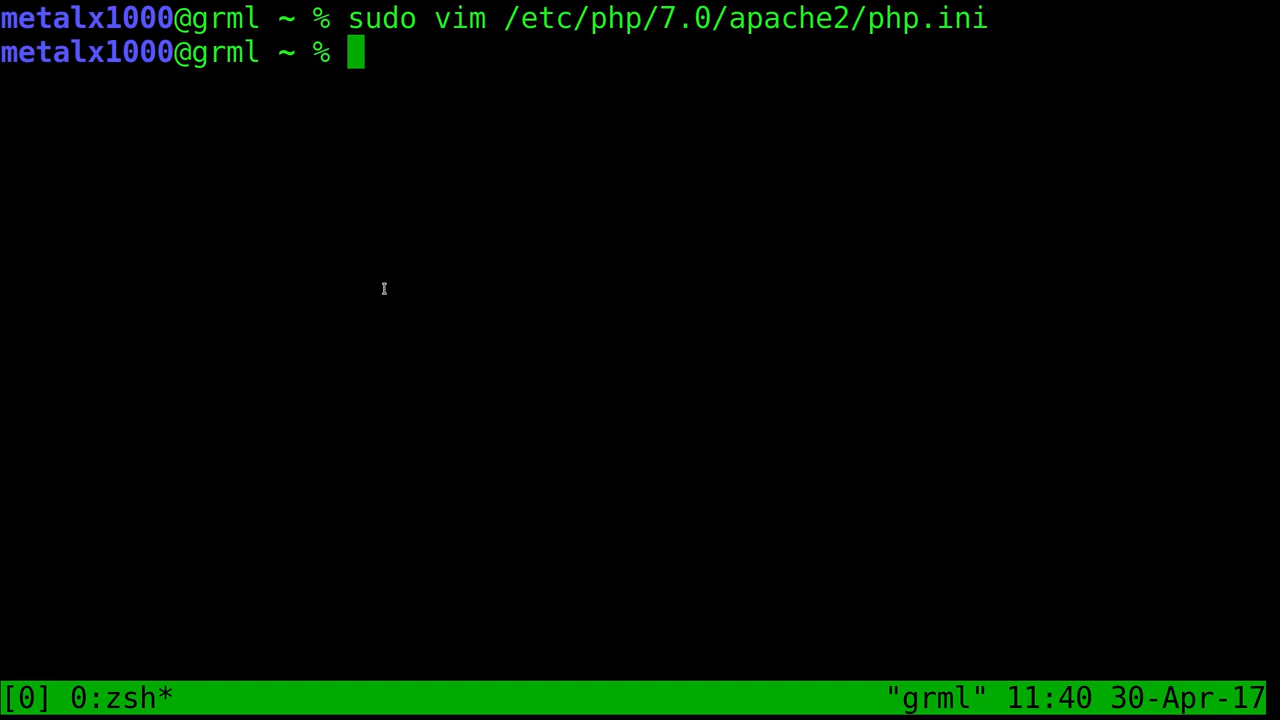 metalx1000@grml ~ % sudo vim /etc/php/7.0/apache2/php.ini
metalx1000@grml ~ %
[0] 0:zsh* "grml" 11:40 30-Apr-17